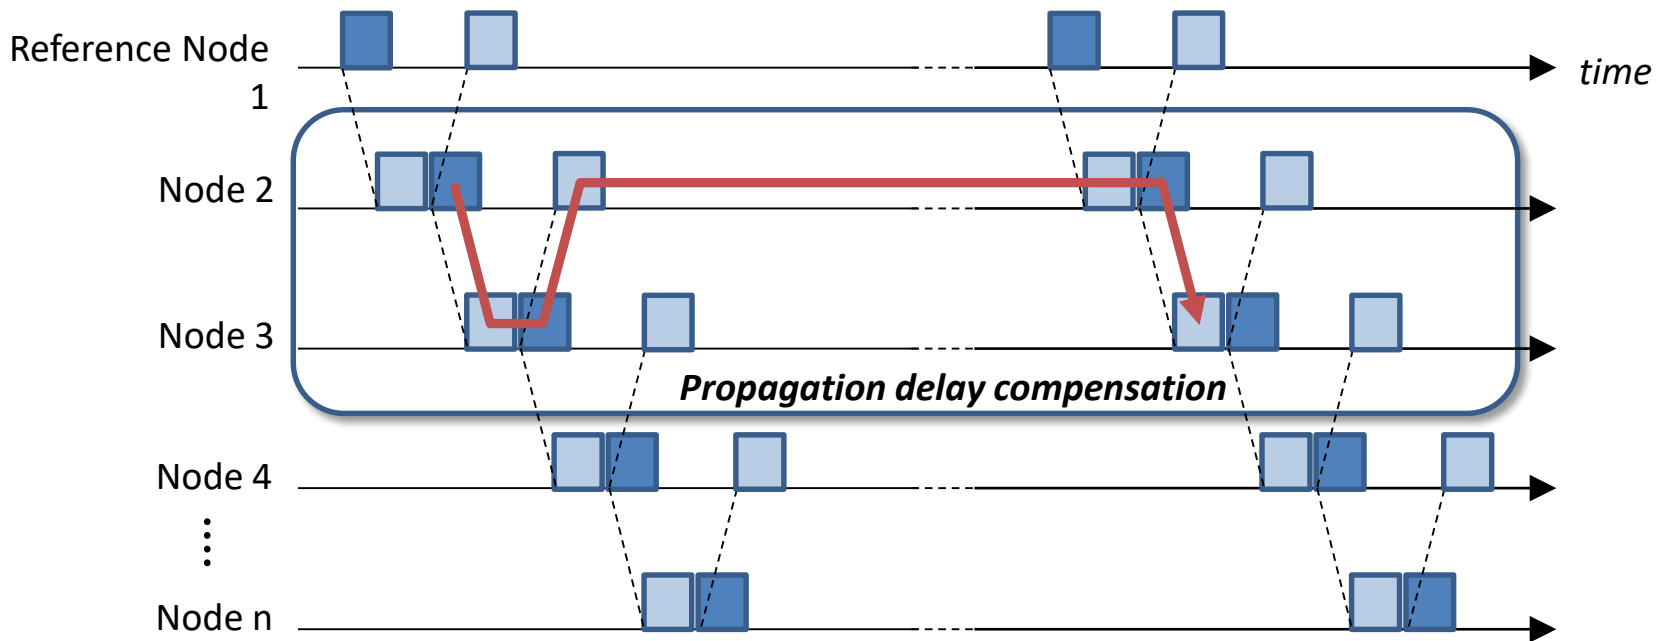 Reference Node
1
time
Node 2
Node 3
Propagation delay compensation
Node 4
Node n